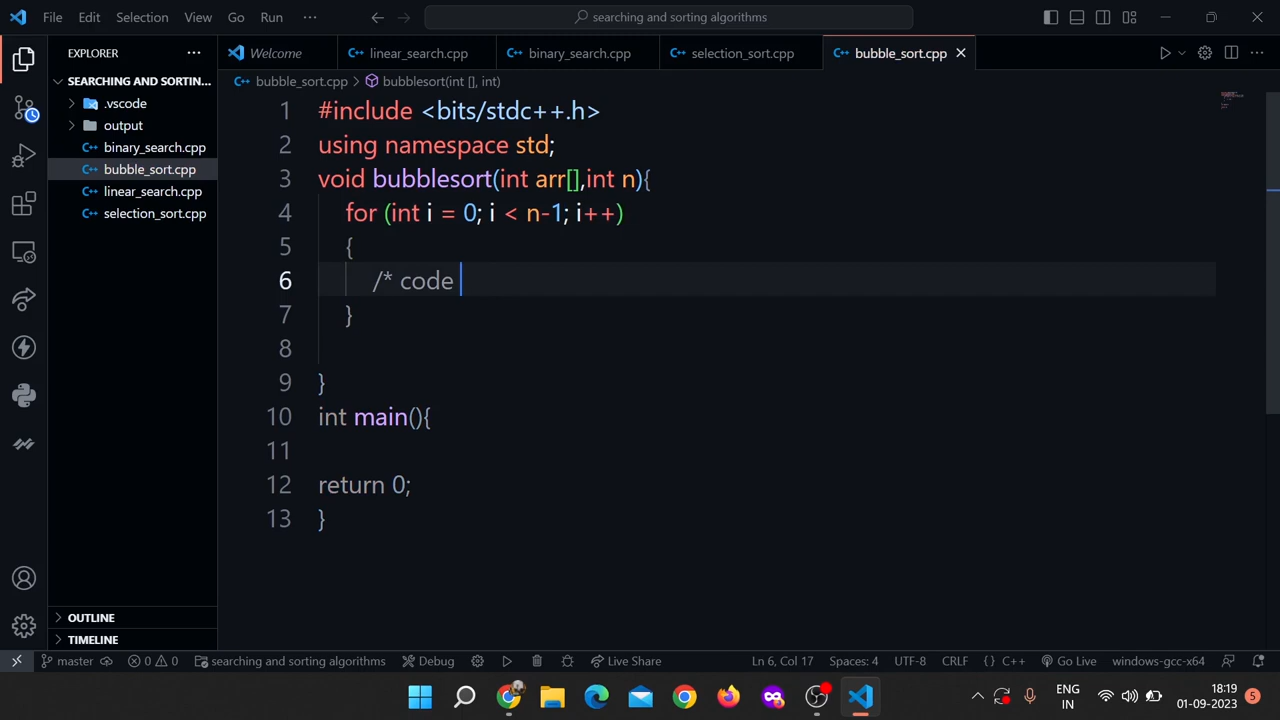 File Edit Selection View Go Run ··· searching and sorting algorithms
EXPLORER ···
Welcome linear_search.cpp binary_search.cpp selection_sort.cpp bubble_sort.cpp
SEARCHING AND SORTIN...
.vscode
output
binary_search.cpp
bubble_sort.cpp
linear_search.cpp
selection_sort.cpp
bubble_sort.cpp > bubblesort(int [], int)
1 #include <bits/stdc++.h>
2 using namespace std;
3 void bubblesort(int arr[],int n){
4 for (int i = 0; i < n-1; i++)
5 {
6 /* code
7 }
8
9 }
10 int main(){
11
12 return 0;
13 }
OUTLINE
TIMELINE
master 0 0 searching and sorting algorithms Debug Live Share Ln 6, Col 17 Spaces: 4 UTF-8 CRLF {} C++ Go Live windows-gcc-x64
ENG
IN
18:19
01-09-2023
5